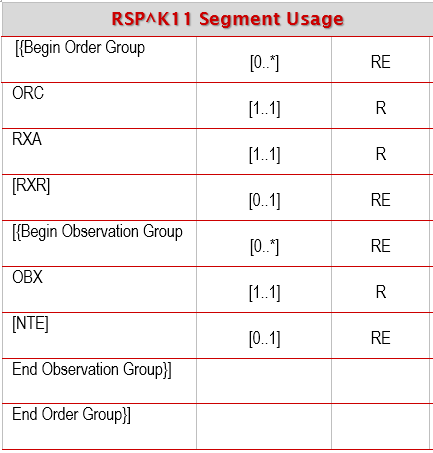 RSP^K11 Segment Usage
[{Begin Order Group [0..*] RE
ORC [1..1] R
RXA [1..1] R
[RXR] [0..1] RE
[{Begin Observation Group [0..*] RE
OBX [1..1] R
[NTE] [0..1] RE
End Observation Group}]
End Order Group}]